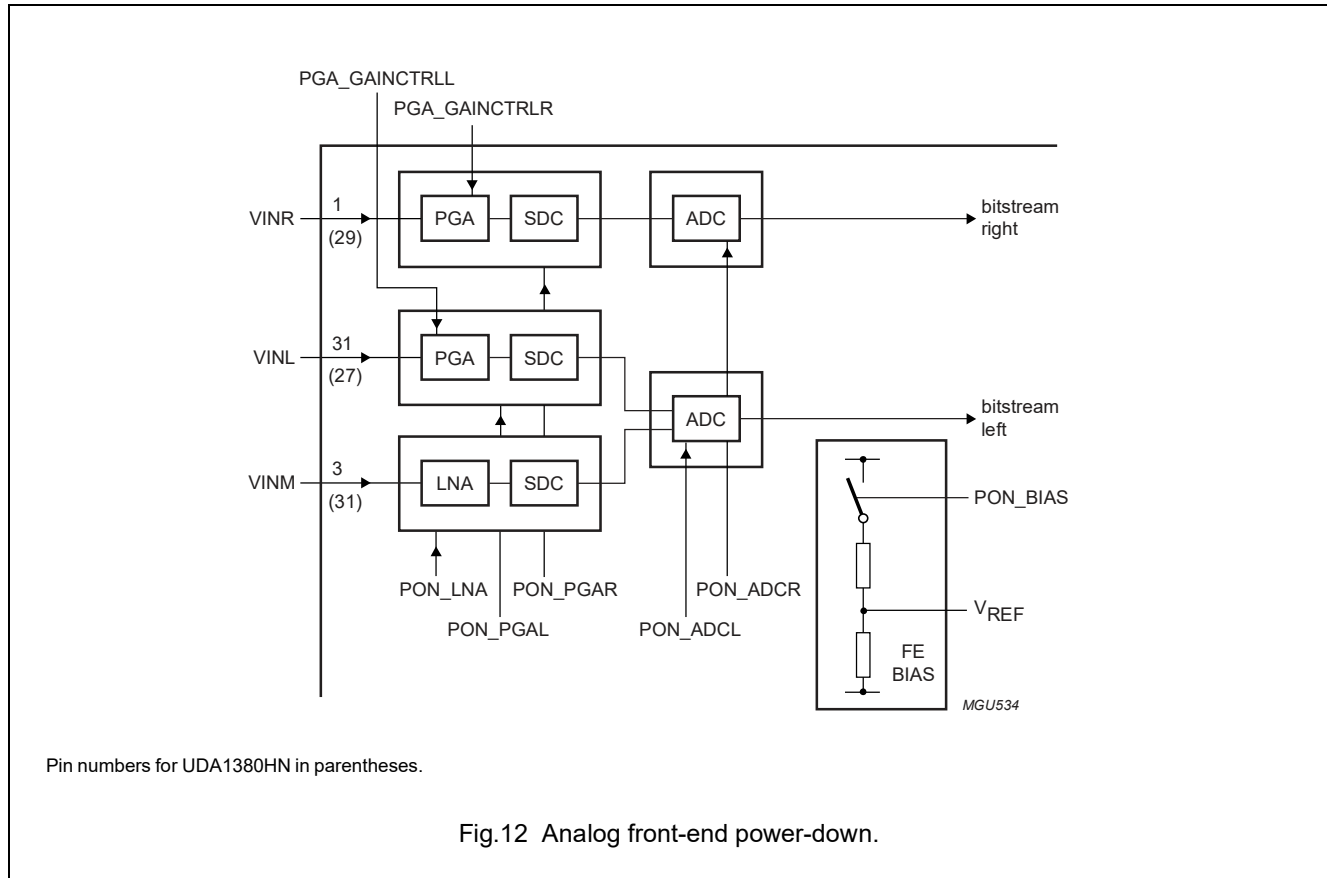 PGA_GAINCTRLL
PGA_GAINCTRLR
VINR
1
(29)
PGA
SDC
ADC
bitstream
right
VINL
31
(27)
PGA
SDC
ADC
bitstream
left
VINM
3
(31)
LNA
SDC
PON_BIAS
PON_LNA
PON_PGAR
PON_ADCR
PON_PGAL
PON_ADCL
VREF
FE
BIAS
MGU534
Pin numbers for UDA1380HN in parentheses.
Fig.12 Analog front-end power-down.